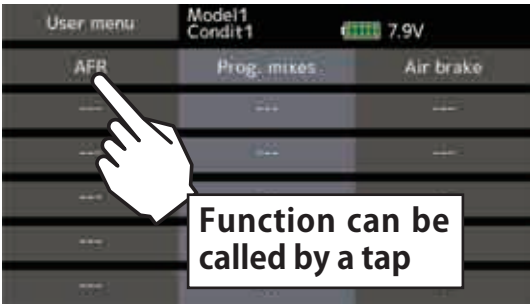 User menu
Model1
Condit1
7.9V
AFR Prog. mixes Air brake
--- --- ---
--- --- ---
---
---
---
Function can be
called by a tap